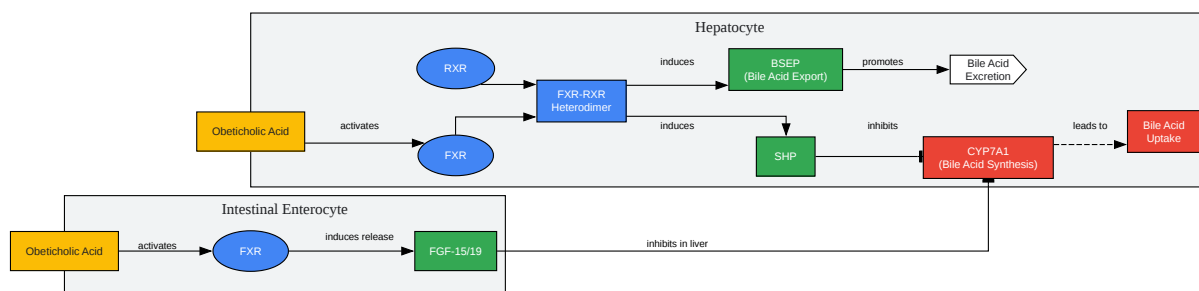 Hepatocyte
RXR
induces
BSEP
(Bile Acid Export)
promotes
Bile Acid
Excretion
FXR-RXR
Heterodimer
Obeticholic Acid
activates
FXR
induces
SHP
inhibits
CYP7A1
(Bile Acid Synthesis)
leads to
Bile Acid
Uptake
Intestinal Enterocyte
Obeticholic Acid
activates
FXR
induces release
FGF-15/19
inhibits in liver